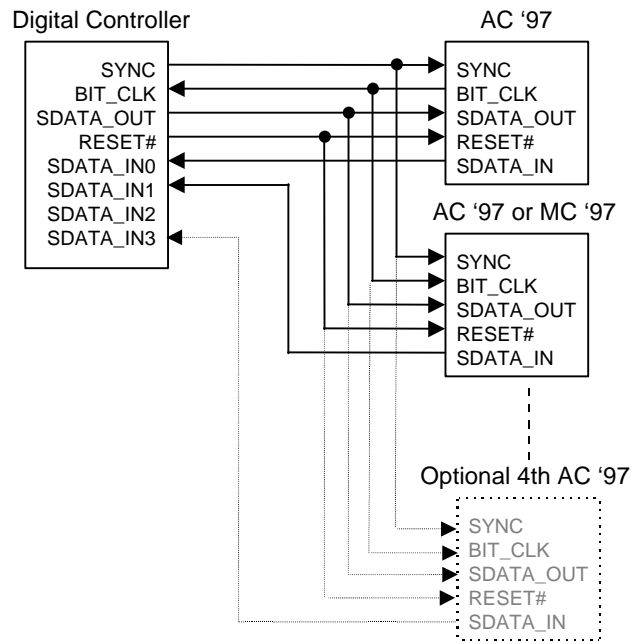 Digital Controller
SYNC
BIT_CLK
SDATA_OUT
RESET#
SDATA_IN0
SDATA_IN1
SDATA_IN2
SDATA_IN3
AC ‘97
SYNC
BIT_CLK
SDATA_OUT
RESET#
SDATA_IN
AC ‘97 or MC ‘97
SYNC
BIT_CLK
SDATA_OUT
RESET#
SDATA_IN
Optional 4th AC ‘97
SYNC
BIT_CLK
SDATA_OUT
RESET#
SDATA_IN